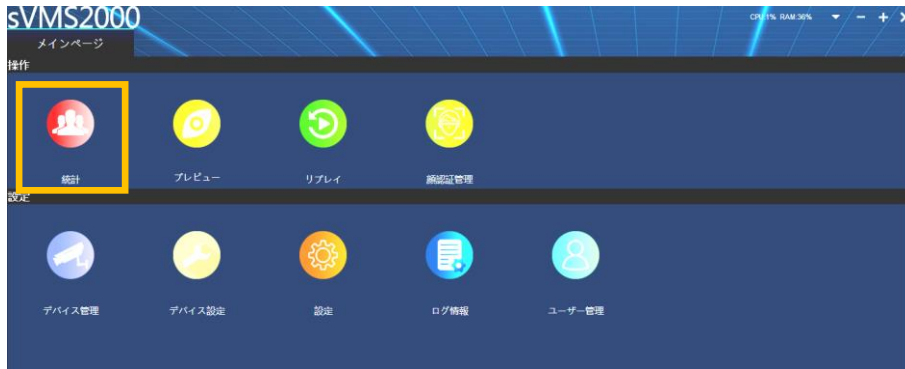 sVMS2000
CPU:1% RAM:36%
メインページ
操作
統計
プレビュー
リプレイ
顔認証管理
設定
デバイス管理
デバイス設定
設定
ログ情報
ユーザー管理